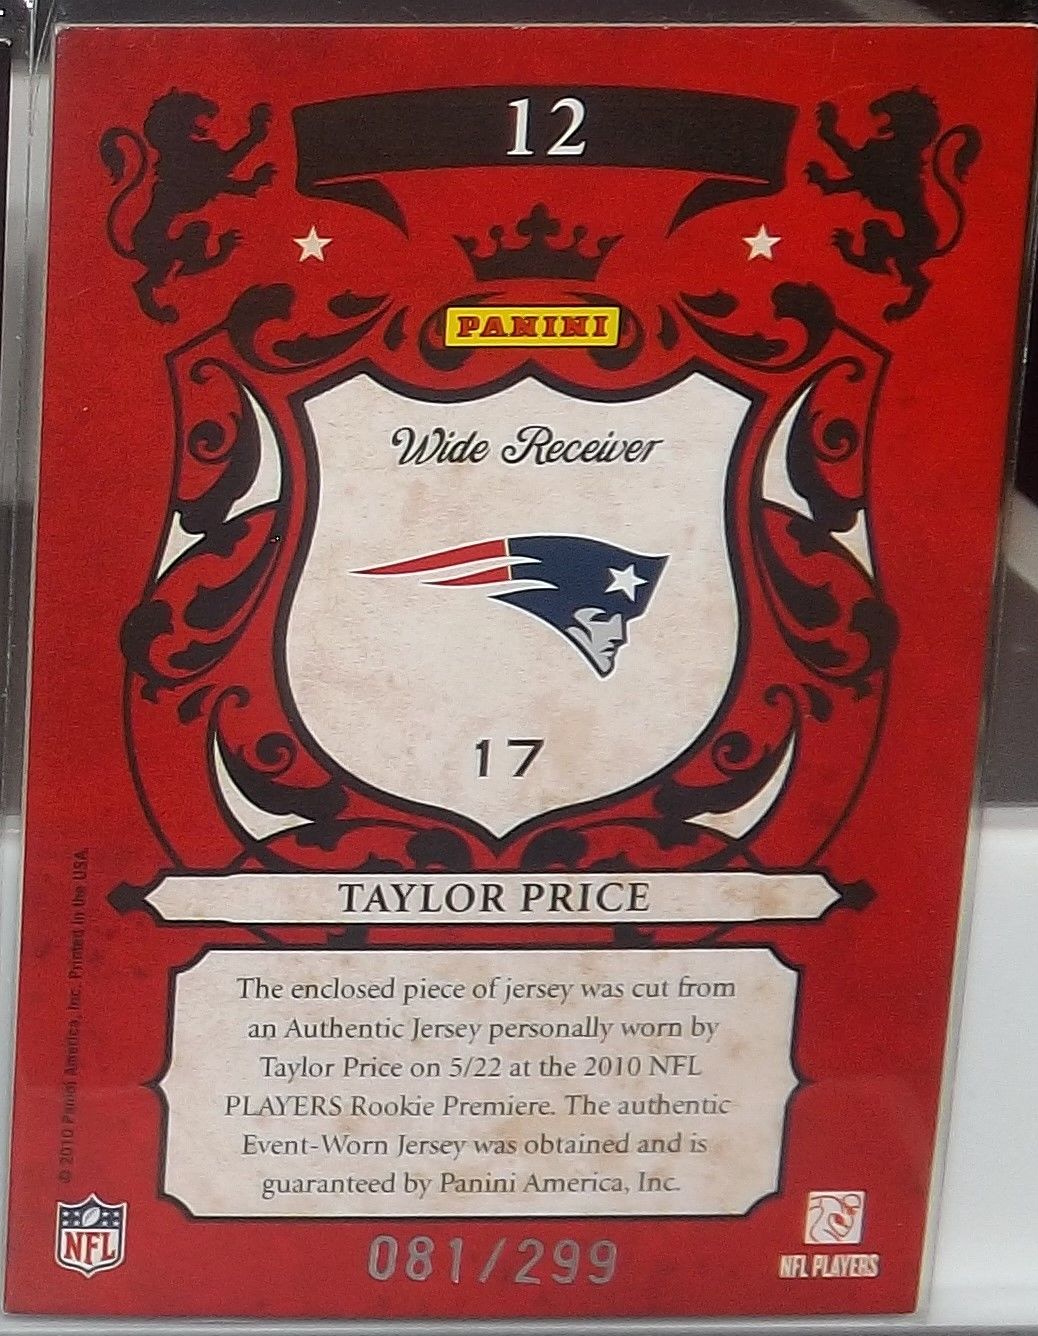 12
PANINI
Wide Receiver
17
TAYLOR PRICE
The enclosed piece of jersey was cut from
an Authentic Jersey personally worn by
Taylor Price on 5/22 at the 2010 NFL
PLAYERS Rookie Premiere. The authentic
Event-Worn Jersey was obtained and is
guaranteed by Panini America, Inc.
© 2010 Panini America, Inc. Printed in the USA.
NFL
081/299
NFL PLAYERS